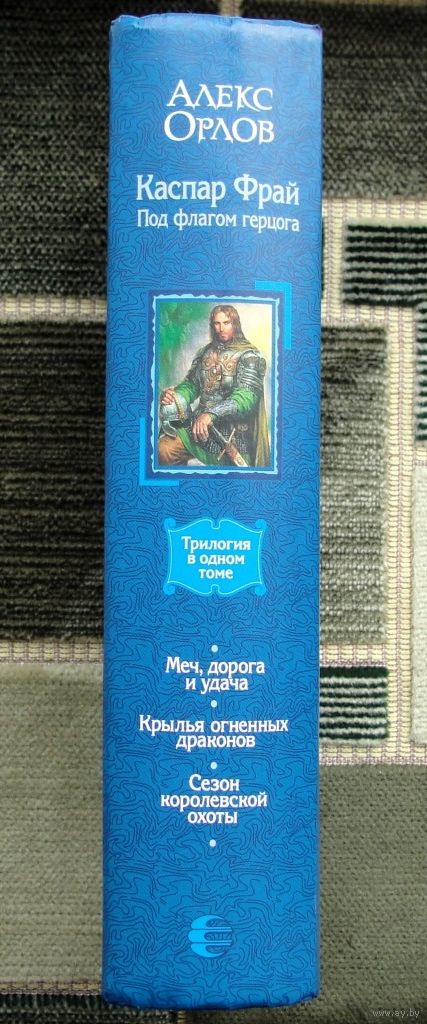 Алекс
Орлов
Каспар Фрай
Под флагом герцога
Трилогия
в одном
томе
Меч, дорога
и удача
Крылья огненных
драконов
Сезон
королевской
охоты
www.ay.by